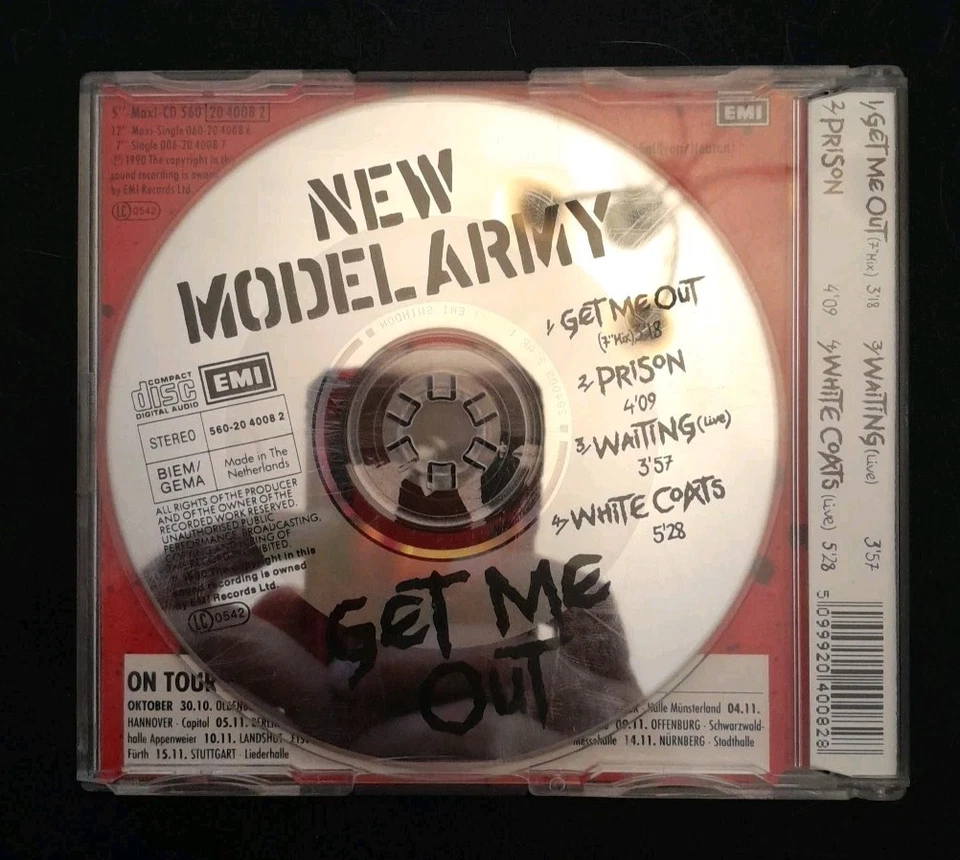 5" Maxi-CD 560 20 4008 2
12" Maxi-Single 060-20 4008 6
7" Single 006-20 4008 7
℗ 1990 The copyright in th
sound recording is owne
by EMI Records Ltd.
LC 0542
EMI
NEW
MODEL ARMY
1, GET ME OUT
(7"Mix) 3'18
2, PRISON
4'09
3, WAITING (Live)
3'57
4, WHITE COATS
5'28
COMPACT
disc
DIGITAL AUDIO
EMI
STEREO 560-20 4008 2
BIEM/
GEMA
Made in The
Netherlands
ALL RIGHTS OF THE PRODUCER
AND OF THE OWNER OF THE
RECORDED WORK RESERVED.
UNAUTHORISED PUBLIC
PERFORMANCE, BROADCASTING,
copyright in this
sound recording is owned
by EMI Records Ltd.
LC 0542
EMI SWINDON
GET ME
OUT
ON TOUR
OKTOBER 30.10.
HANNOVER · Capitol 05.11.
halle Appenweier 10.11. LANDSHUT
Fürth 15.11. STUTTGART · Liederhalle
Halle Münsterland 04.11.
09.11. OFFENBURG · Schwarzwald-
messehalle 14.11. NÜRNBERG · Stadthalle
1, GET ME OUT (7"Mix) 3'18 3, WAITING (Live) 3'57
2, PRISON 4'09 4, WHITE COATS (Live) 5'28
5 099920 400828